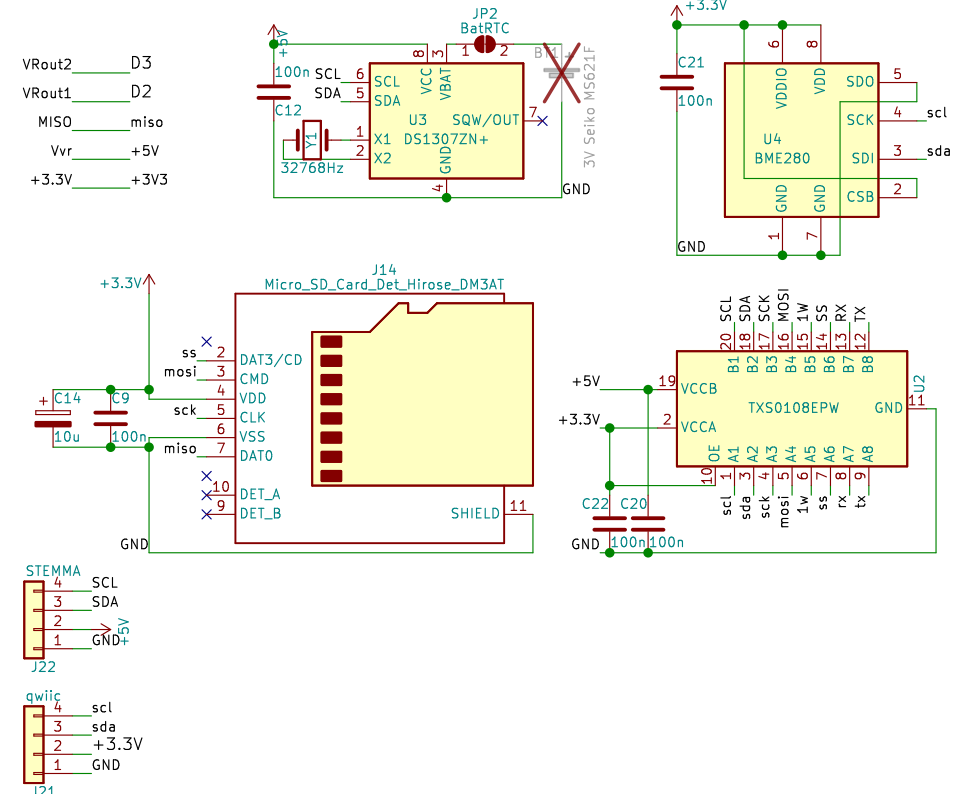 VRout2 D3
VRout1 D2
MISO miso
Vvr +5V
+3.3V +3V3
+5V
100n
C12
JP2
BatRTC
1 2
BT1 +
3V Seiko MS621F
8 3
VCC VBAT
SCL 6 SCL
SDA 5 SDA
U3 SQW/OUT 7
DS1307ZN+
1 X1
2 X2
Y1
32768Hz
GND
4
GND
+3.3V
C21
100n
6 8
VDDIO VDD
SDO 5
SCK 4 scl
U4
BME280
SDI 3 sda
CSB 2
GND GND
1 7
GND
J14
Micro_SD_Card_Det_Hirose_DM3AT
+3.3V
ss 2 DAT3/CD
mosi 3 CMD
4 VDD
sck 5 CLK
6 VSS
miso 7 DAT0
10 DET_A
9 DET_B
SHIELD 11
+ C14
10u
C9
100n
GND
SCL SDA SCK MOSI 1W SS RX TX
20 18 17 16 15 14 13 12
B1 B2 B3 B4 B5 B6 B7 B8
U2
+5V 19 VCCB
TXS0108EPW
GND 11
+3.3V 2 VCCA
OE A1 A2 A3 A4 A5 A6 A7 A8
10 1 3 4 5 6 7 8 9
scl sda sck mosi 1w ss rx tx
C22 C20
100n 100n
GND
STEMMA
4 SCL
3 SDA
2 +5V
1 GND
J22
qwiic
4 scl
3 sda
2 +3.3V
1 GND
J21